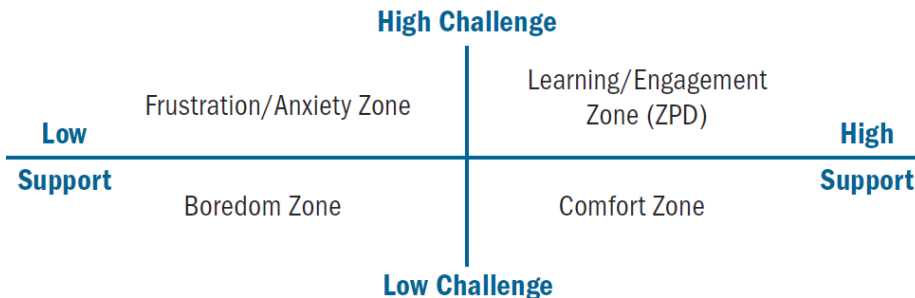 High Challenge
Frustration/Anxiety Zone
Learning/Engagement
Zone (ZPD)
Low
Support
High
Support
Boredom Zone
Comfort Zone
Low Challenge